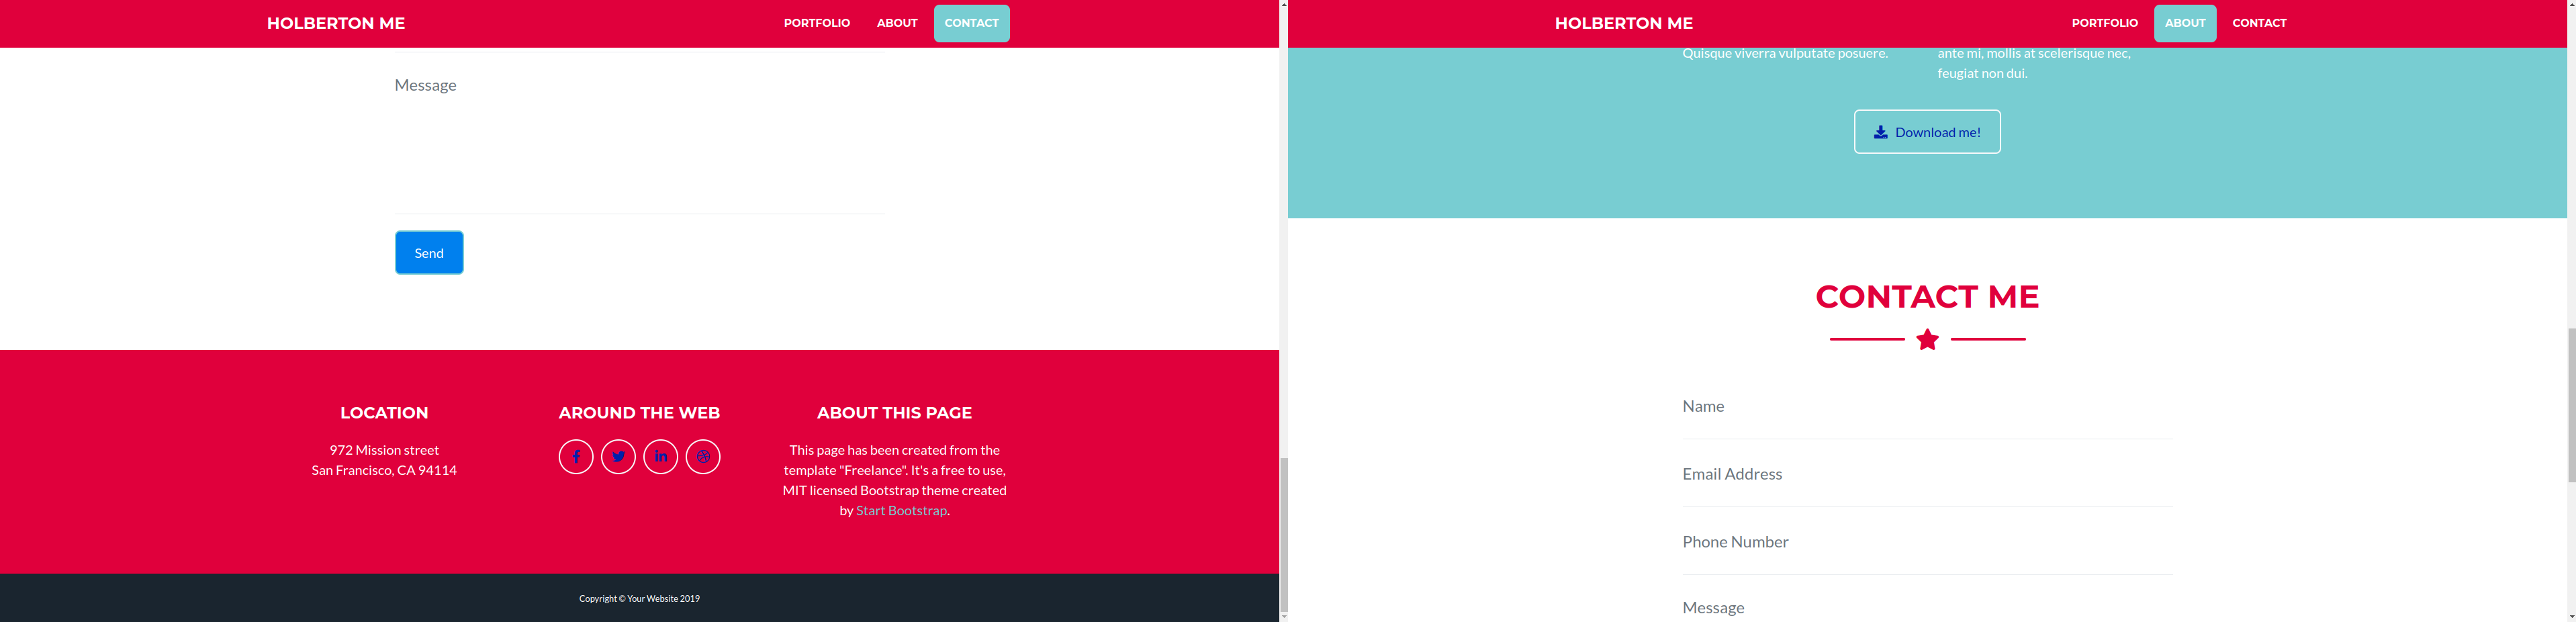 HOLBERTON ME
PORTFOLIO ABOUT CONTACT
Message
Send
LOCATION
972 Mission street
San Francisco, CA 94114
AROUND THE WEB
ABOUT THIS PAGE
This page has been created from the
template "Freelance". It's a free to use,
MIT licensed Bootstrap theme created
by Start Bootstrap.
Copyright © Your Website 2019
HOLBERTON ME
PORTFOLIO ABOUT CONTACT
Quisque viverra vulputate posuere.
ante mi, mollis at scelerisque nec,
feugiat non dui.
Download me!
CONTACT ME
Name
Email Address
Phone Number
Message